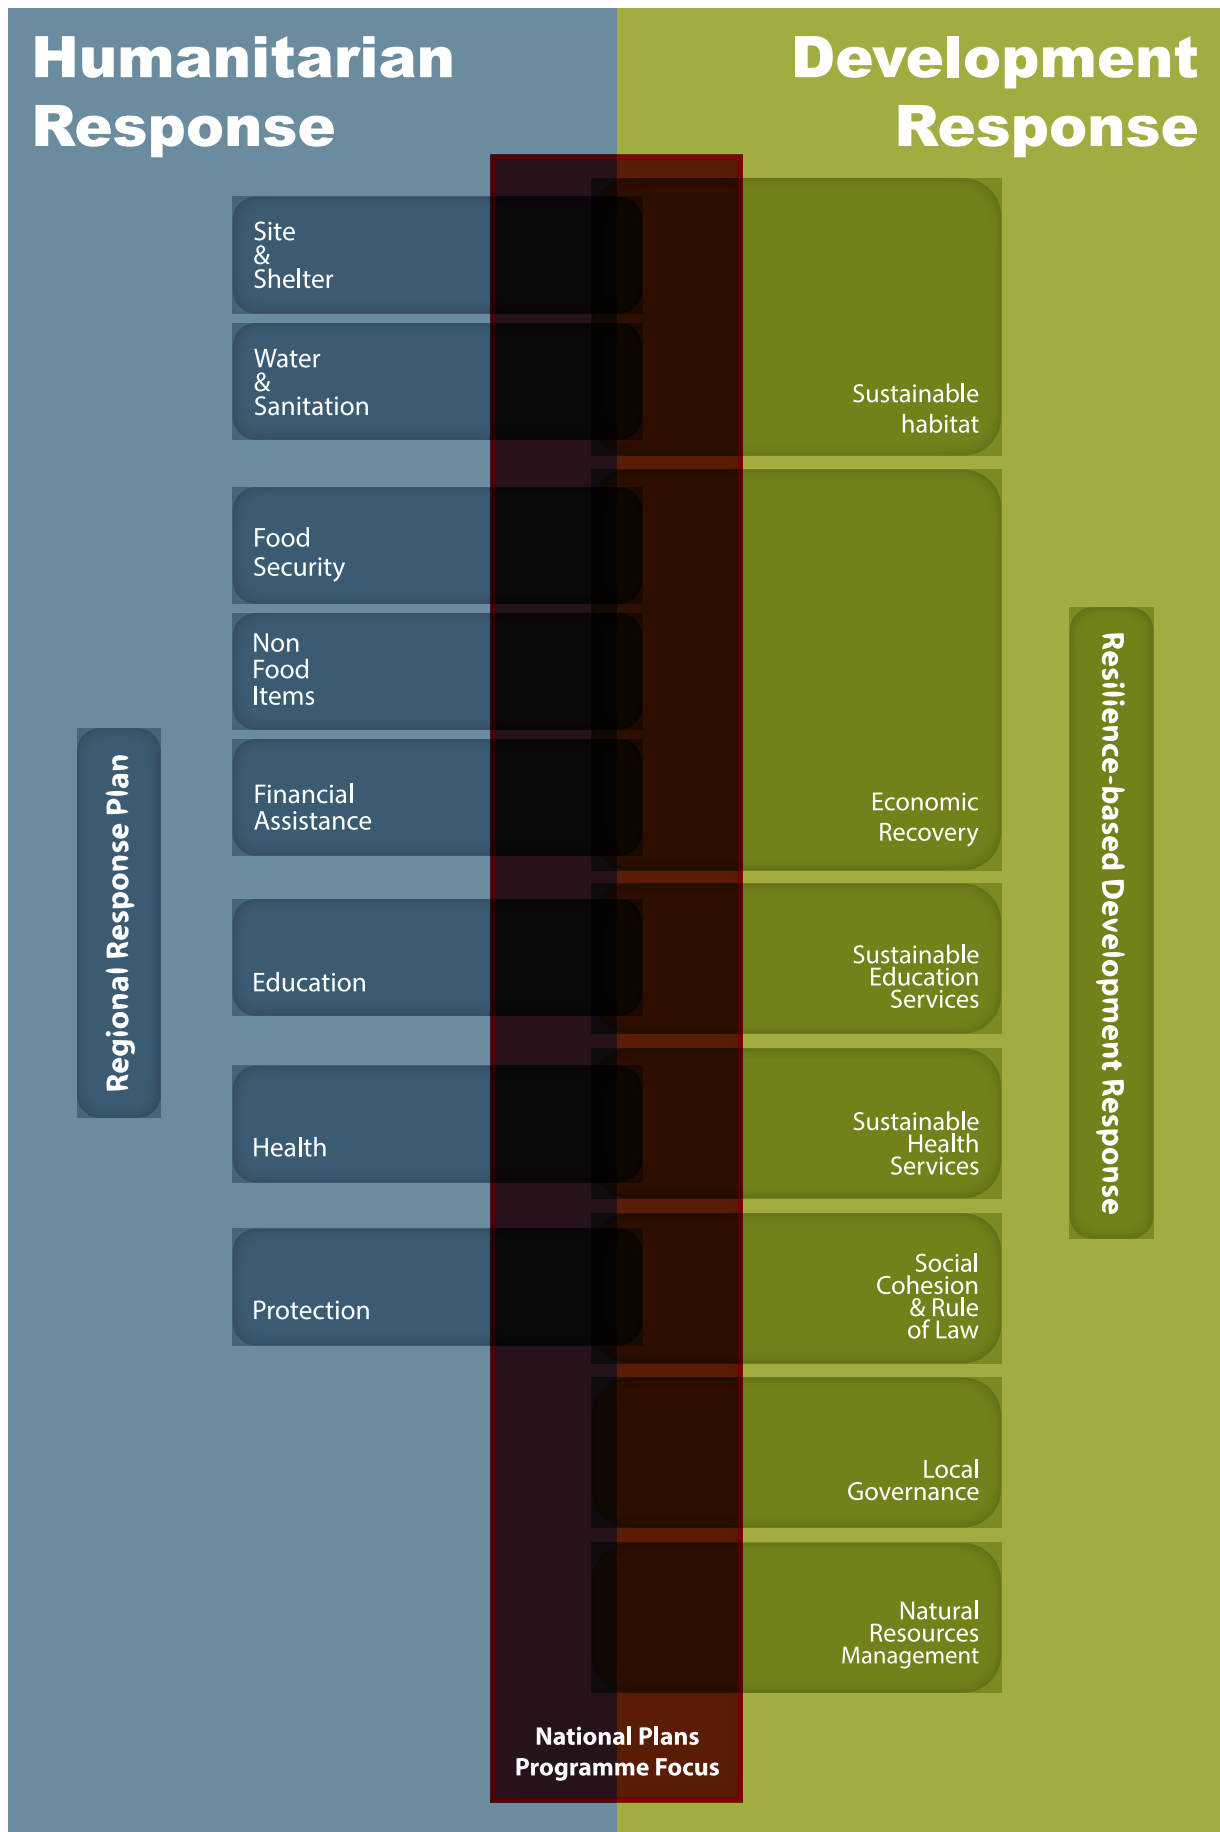 Humanitarian
Response
Development
Response
Site
&
Shelter
Water
&
Sanitation
Food
Security
Non
Food
Items
Financial
Assistance
Education
Health
Protection
Regional Response Plan
Sustainable
habitat
Economic
Recovery
Sustainable
Education
Services
Sustainable
Health
Services
Social
Cohesion
& Rule
of Law
Local
Governance
Natural
Resources
Management
Resilience-based Development Response
National Plans
Programme Focus